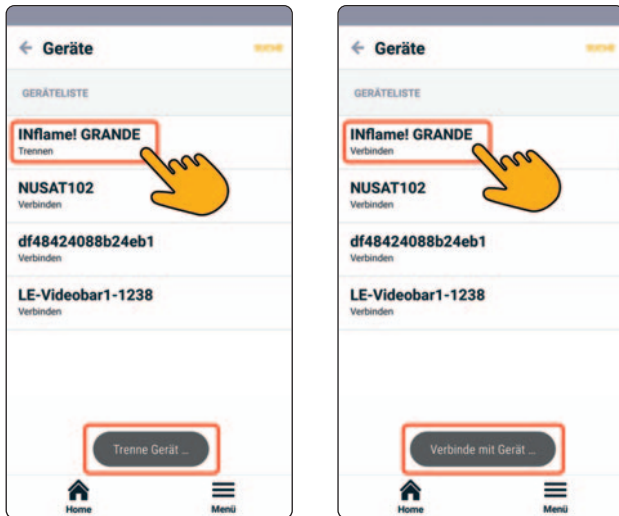 Geräte
GERÄTELISTE
INflame! GRANDE
Trennen
NUSAT102
Verbinden
df48424088b24eb1
Verbinden
LE-Videobar1-1238
Verbinden
Trenne Gerät ...
Home
Menü
Geräte
GERÄTELISTE
INflame! GRANDE
Verbinden
NUSAT102
Verbinden
df48424088b24eb1
Verbinden
LE-Videobar1-1238
Verbinden
Verbinde mit Gerät ...
Home
Menü